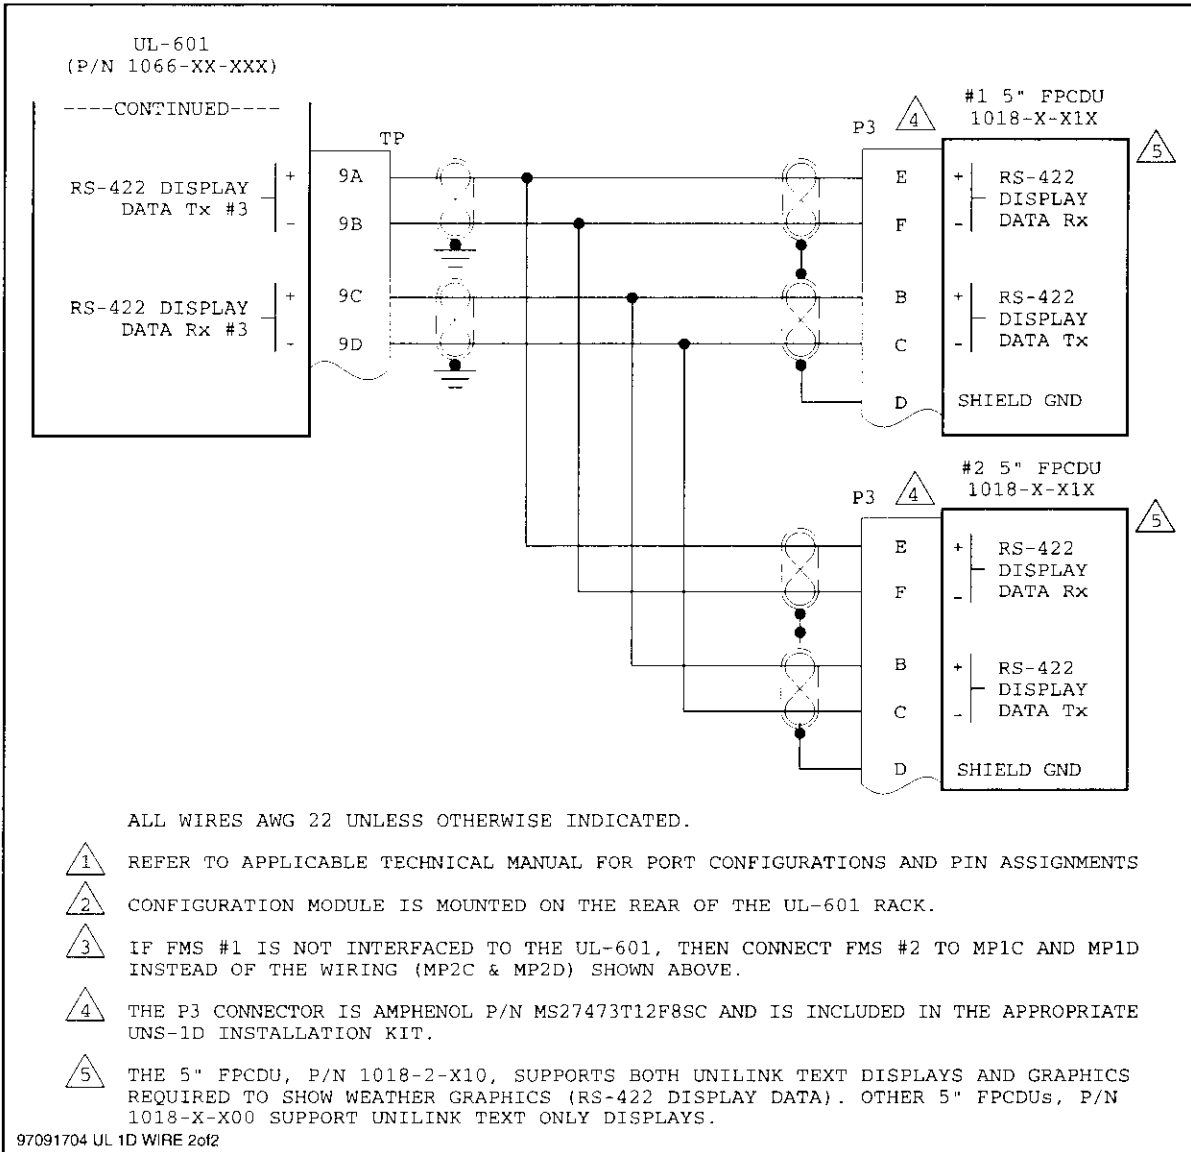 UL-601
(P/N 1066-XX-XXX)
----CONTINUED----
TP
RS-422 DISPLAY
DATA Tx #3
+
-
9A
9B
RS-422 DISPLAY
DATA Rx #3
+
-
9C
9D
#1 5" FPCDU
1018-X-X1X
P3
4
5
E
F
+
-
RS-422
DISPLAY
DATA Rx
B
C
+
-
RS-422
DISPLAY
DATA Tx
D
SHIELD GND
#2 5" FPCDU
1018-X-X1X
P3
4
5
E
F
+
-
RS-422
DISPLAY
DATA Rx
B
C
+
-
RS-422
DISPLAY
DATA Tx
D
SHIELD GND
ALL WIRES AWG 22 UNLESS OTHERWISE INDICATED.
1 REFER TO APPLICABLE TECHNICAL MANUAL FOR PORT CONFIGURATIONS AND PIN ASSIGNMENTS
2 CONFIGURATION MODULE IS MOUNTED ON THE REAR OF THE UL-601 RACK.
3 IF FMS #1 IS NOT INTERFACED TO THE UL-601, THEN CONNECT FMS #2 TO MP1C AND MP1D
INSTEAD OF THE WIRING (MP2C & MP2D) SHOWN ABOVE.
4 THE P3 CONNECTOR IS AMPHENOL P/N MS27473T12F8SC AND IS INCLUDED IN THE APPROPRIATE
UNS-1D INSTALLATION KIT.
5 THE 5" FPCDU, P/N 1018-2-X10, SUPPORTS BOTH UNILINK TEXT DISPLAYS AND GRAPHICS
REQUIRED TO SHOW WEATHER GRAPHICS (RS-422 DISPLAY DATA). OTHER 5" FPCDUs, P/N
1018-X-X00 SUPPORT UNILINK TEXT ONLY DISPLAYS.
97091704 UL 1D WIRE 2of2